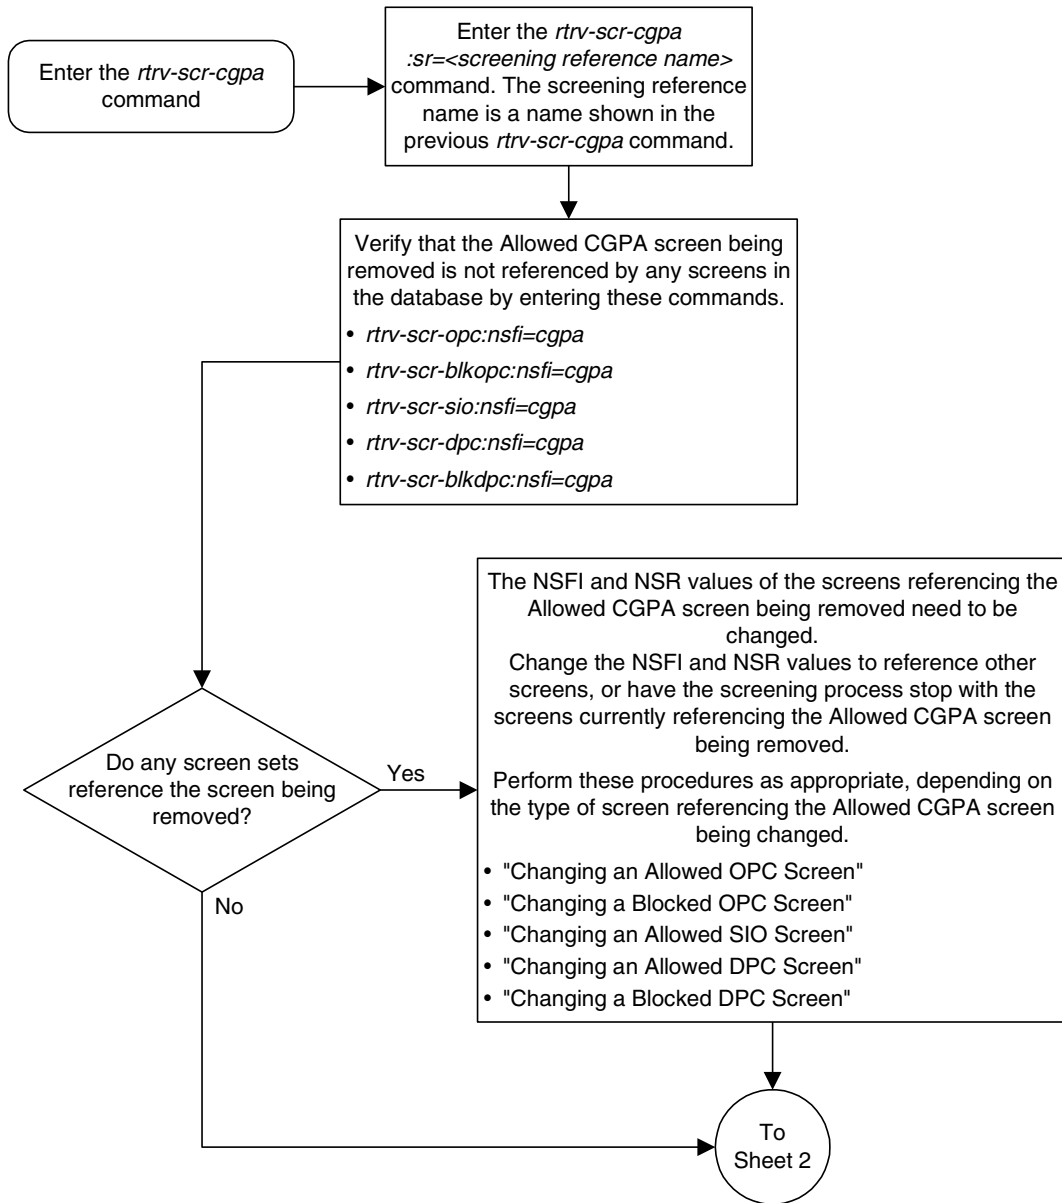 Enter the rtrv-scr-cgpa
command
Enter the rtrv-scr-cgpa
:sr=<screening reference name>
command. The screening reference
name is a name shown in the
previous rtrv-scr-cgpa command.
Verify that the Allowed CGPA screen being
removed is not referenced by any screens in
the database by entering these commands.
• rtrv-scr-opc:nsfi=cgpa
• rtrv-scr-blkopc:nsfi=cgpa
• rtrv-scr-sio:nsfi=cgpa
• rtrv-scr-dpc:nsfi=cgpa
• rtrv-scr-blkdpc:nsfi=cgpa
Do any screen sets
reference the screen being
removed?
Yes
No
The NSFI and NSR values of the screens referencing the
Allowed CGPA screen being removed need to be
changed.
Change the NSFI and NSR values to reference other
screens, or have the screening process stop with the
screens currently referencing the Allowed CGPA screen
being removed.
Perform these procedures as appropriate, depending on
the type of screen referencing the Allowed CGPA screen
being changed.
• "Changing an Allowed OPC Screen"
• "Changing a Blocked OPC Screen"
• "Changing an Allowed SIO Screen"
• "Changing an Allowed DPC Screen"
• "Changing a Blocked DPC Screen"
To
Sheet 2